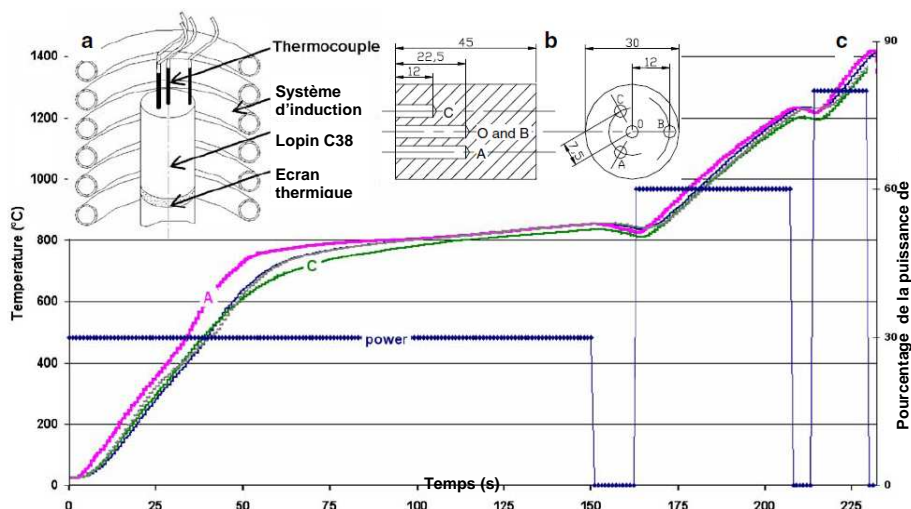 a
Thermocouple
Système
d'induction
Lopin C38
Ecran
thermique
45
22,5
12
b
30
12
C
O and B
A
C
O
B
A
7,5
c
Temperature (°C)
1400
1200
1000
800
600
400
200
0
A
C
power
Temps (s)
0
25
50
75
100
125
150
175
200
225
90
60
30
0
Pourcentage de la puissance de